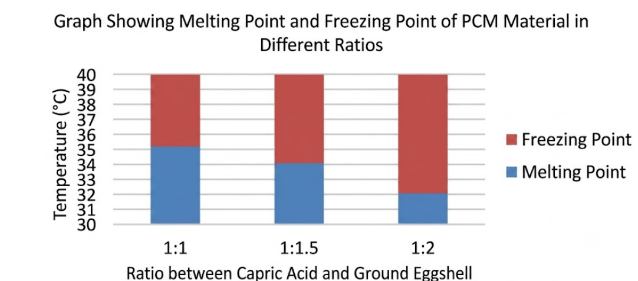 Graph Showing Melting Point and Freezing Point of PCM Material in
Different Ratios
Temperature (°C)
40
39
38
37
36
35
34
33
32
31
30
1:1 1:1.5 1:2
Ratio between Capric Acid and Ground Eggshell
Freezing Point
Melting Point